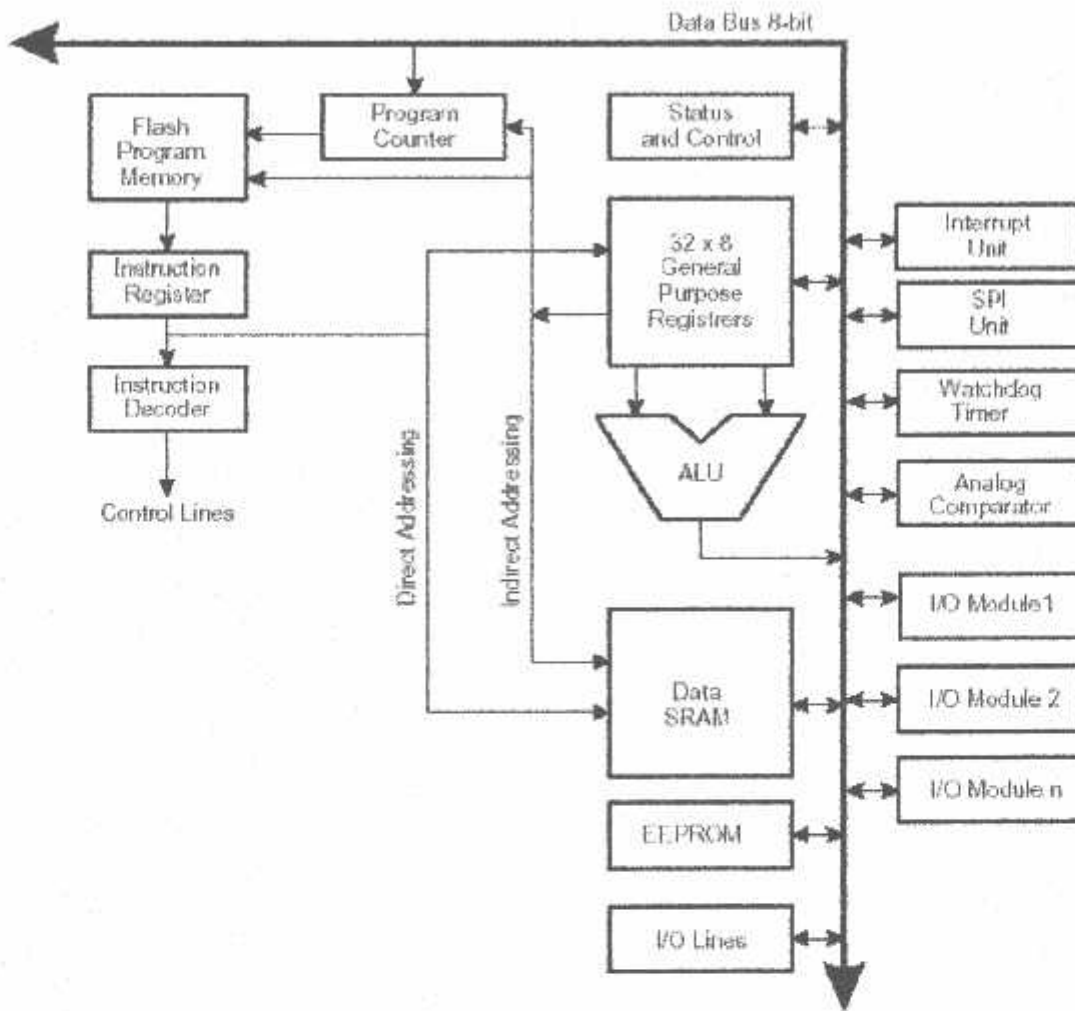 Data Bus 8-bit
Flash
Program
Memory
Program
Counter
Status
and Control
32 x 8
General
Purpose
Registrers
Interrupt
Unit
Instruction
Register
SPI
Unit
Instruction
Decoder
Watchdog
Timer
ALU
Analog
Comparator
Control Lines
Direct Addressing
Indirect Addressing
I/O Module1
Data
SRAM
I/O Module 2
I/O Module n
EEPROM
I/O Lines